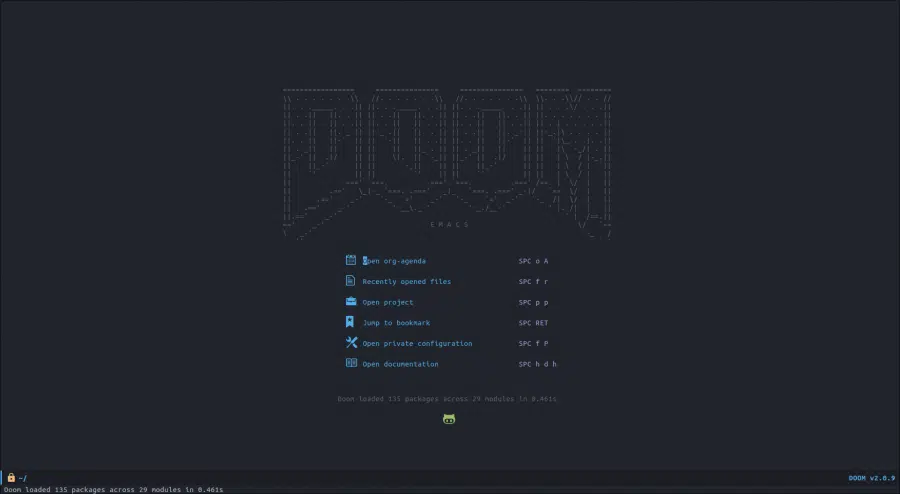 EMACS
Open org-agenda SPC o A
Recently opened files SPC f r
Open project SPC p p
Jump to bookmark SPC RET
Open private configuration SPC f P
Open documentation SPC h d h
Doom loaded 135 packages across 29 modules in 0.461s
~/ DOOM v2.0.9
Doom loaded 135 packages across 29 modules in 0.461s